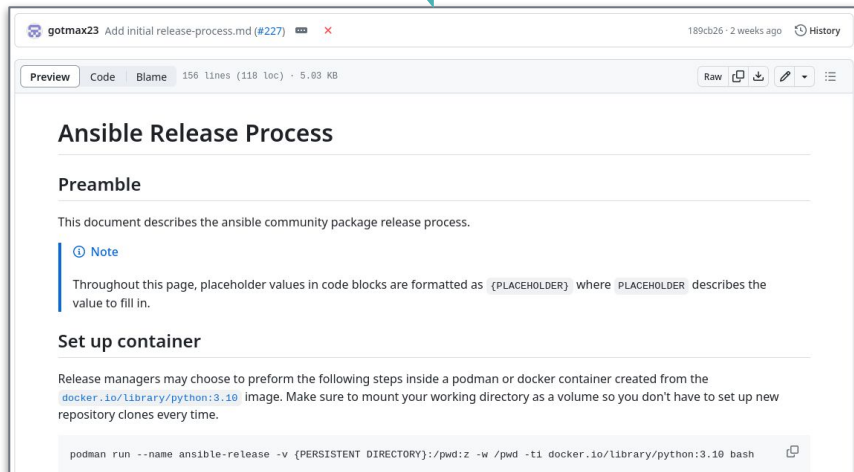 gotmax23 Add initial release-process.md (#227) 189cb26 · 2 weeks ago History
Preview Code Blame 156 lines (118 loc) · 5.03 KB Raw
Ansible Release Process
Preamble
This document describes the ansible community package release process.
Note
Throughout this page, placeholder values in code blocks are formatted as {PLACEHOLDER} where PLACEHOLDER describes the
value to fill in.
Set up container
Release managers may choose to preform the following steps inside a podman or docker container created from the
docker.io/library/python:3.10 image. Make sure to mount your working directory as a volume so you don't have to set up new
repository clones every time.
podman run --name ansible-release -v {PERSISTENT DIRECTORY}:/pwd:z -w /pwd -ti docker.io/library/python:3.10 bash